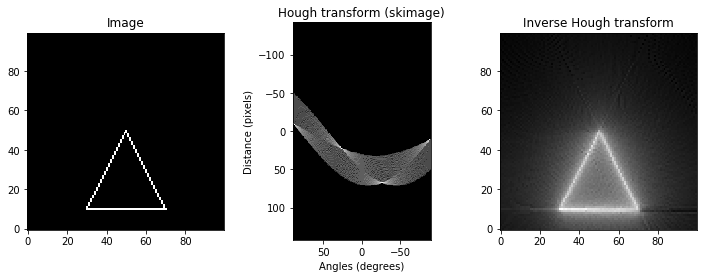 Image
80
60
40
20
0
0 20 40 60 80
Hough transform (skimage)
Distance (pixels)
−100
−50
0
50
100
50 0 −50
Angles (degrees)
Inverse Hough transform
80
60
40
20
0
0 20 40 60 80